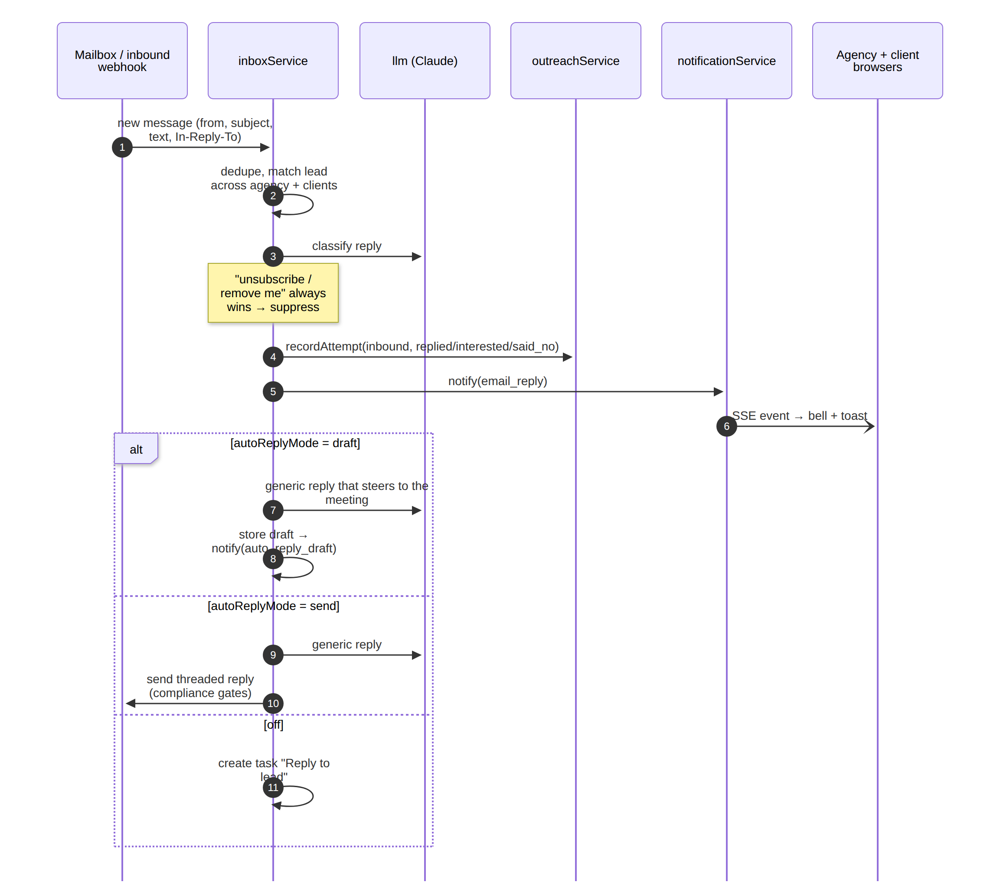 Mailbox / inbound
webhook
inboxService
llm (Claude)
outreachService
notificationService
Agency + client
browsers
new message (from, subject,
text, In-Reply-To)
1
dedupe, match lead
across agency + clients
2
classify reply
3
"unsubscribe /
remove me" always
wins → suppress
recordAttempt(inbound, replied/interested/said_no)
4
notify(email_reply)
5
SSE event → bell + toast
6
alt
[autoReplyMode = draft]
generic reply that steers to the
meeting
7
store draft →
notify(auto_reply_draft)
8
[autoReplyMode = send]
generic reply
9
send threaded reply
(compliance gates)
10
[off]
create task "Reply to
lead"
11